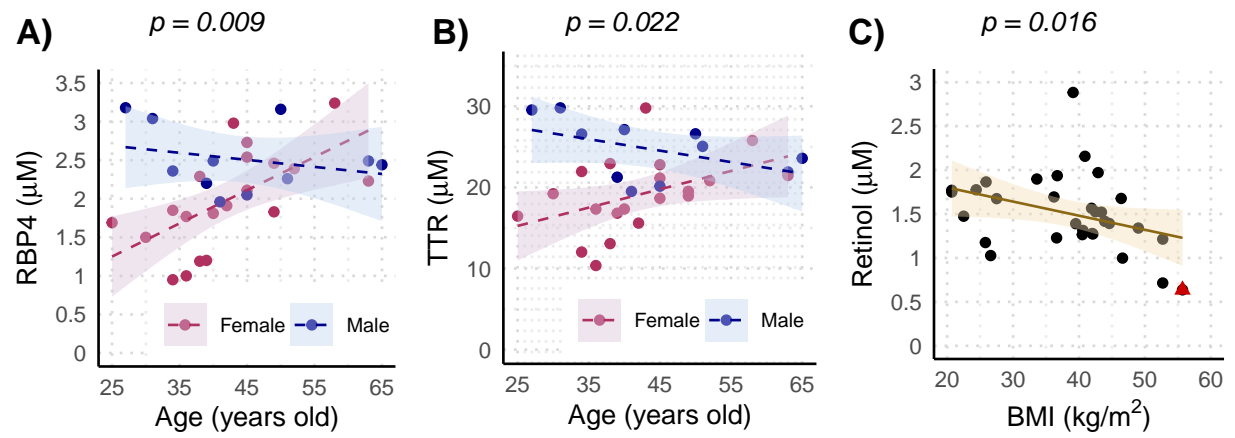 A)
p = 0.009
RBP4 (μM)
3.5
3
2.5
2
1.5
1
0.5
0
Female
Male
25
35
45
55
65
Age (years old)
B)
p = 0.022
TTR (μM)
30
20
10
0
Female
Male
25
35
45
55
65
Age (years old)
C)
p = 0.016
Retinol (μM)
3
2.5
2
1.5
1
0.5
0
20
30
40
50
60
BMI (kg/m²)